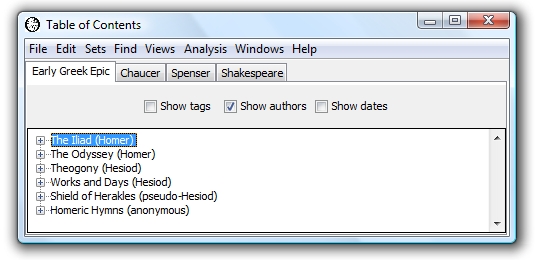 Table of Contents
File Edit Sets Find Views Analysis Windows Help
Early Greek Epic Chaucer Spenser Shakespeare
Show tags Show authors Show dates
The Iliad (Homer)
The Odyssey (Homer)
Theogony (Hesiod)
Works and Days (Hesiod)
Shield of Herakles (pseudo-Hesiod)
Homeric Hymns (anonymous)